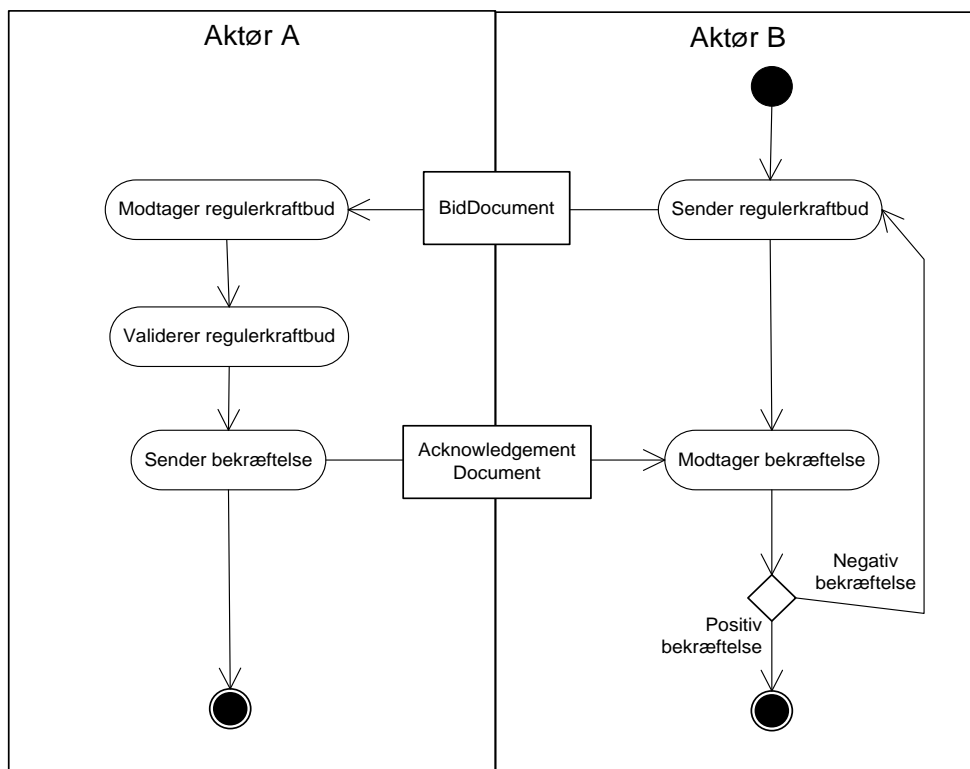 Aktør A
Aktør B
Modtager regulerkraftbud
BidDocument
Sender regulerkraftbud
Validerer regulerkraftbud
Sender bekræftelse
Acknowledgement
Document
Modtager bekræftelse
Negativ
bekræftelse
Positiv
bekræftelse